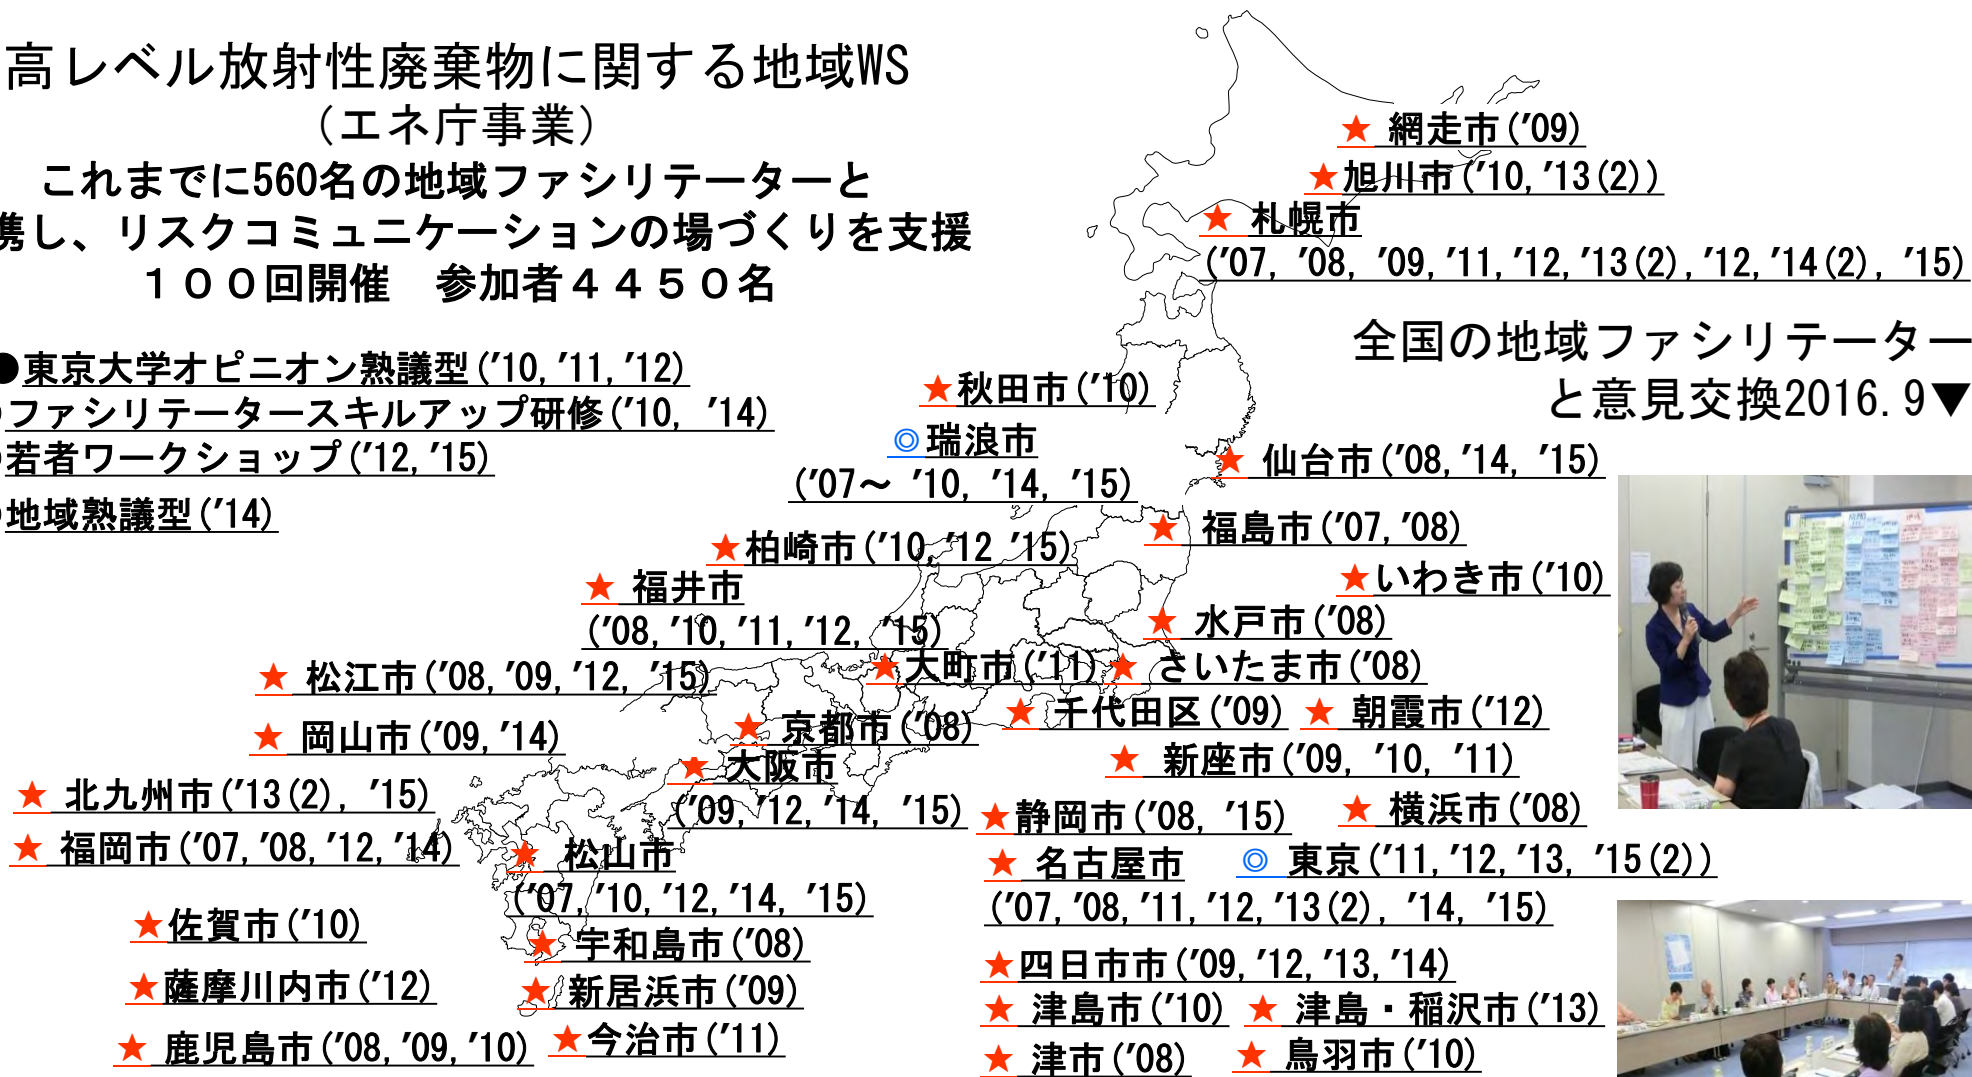 高レベル放射性廃棄物に関する地域WS
（エネ庁事業）
これまでに560名の地域ファシリテーターと
携し、リスクコミュニケーションの場づくりを支援
１００回開催　参加者４４５０名
●東京大学オピニオン熟議型('10,'11,'12)
ファシリテータースキルアップ研修('10, '14)
若者ワークショップ('12,'15)
地域熟議型('14)
★ 網走市('09)
★旭川市('10,'13(2))
★ 札幌市
('07, '08, '09,'11,'12,'13(2),'12,'14(2), '15)
全国の地域ファシリテーター
と意見交換2016.9▼
★秋田市('10)
◎瑞浪市
('07～ '10, '14, '15)
★ 仙台市('08,'14, '15)
★ 福島市('07,'08)
★柏崎市('10,'12 '15)
★いわき市('10)
★ 福井市
('08,'10,'11,'12, '15)
★ 水戸市('08)
★大町市('11)
★ さいたま市('08)
★ 松江市('08,'09,'12, '15)
★ 千代田区('09)
★ 朝霞市('12)
★ 京都市('08)
★ 岡山市('09,'14)
★ 新座市('09, '10, '11)
★ 大阪市
('09,'12,'14, '15)
★ 北九州市('13(2), '15)
★静岡市('08, '15)
★ 横浜市('08)
★ 福岡市('07,'08,'12,'14)
★ 松山市
('07,'10,'12,'14, '15)
★ 名古屋市
('07,'08,'11,'12,'13(2), '14, '15)
◎ 東京('11,'12,'13, '15(2))
★佐賀市('10)
★ 宇和島市('08)
★四日市市('09,'12,'13,'14)
★薩摩川内市('12)
★ 新居浜市('09)
★ 津島市('10)
★ 津島・稲沢市('13)
★ 鹿児島市('08,'09,'10)
★今治市('11)
★ 津市('08)
★ 鳥羽市('10)